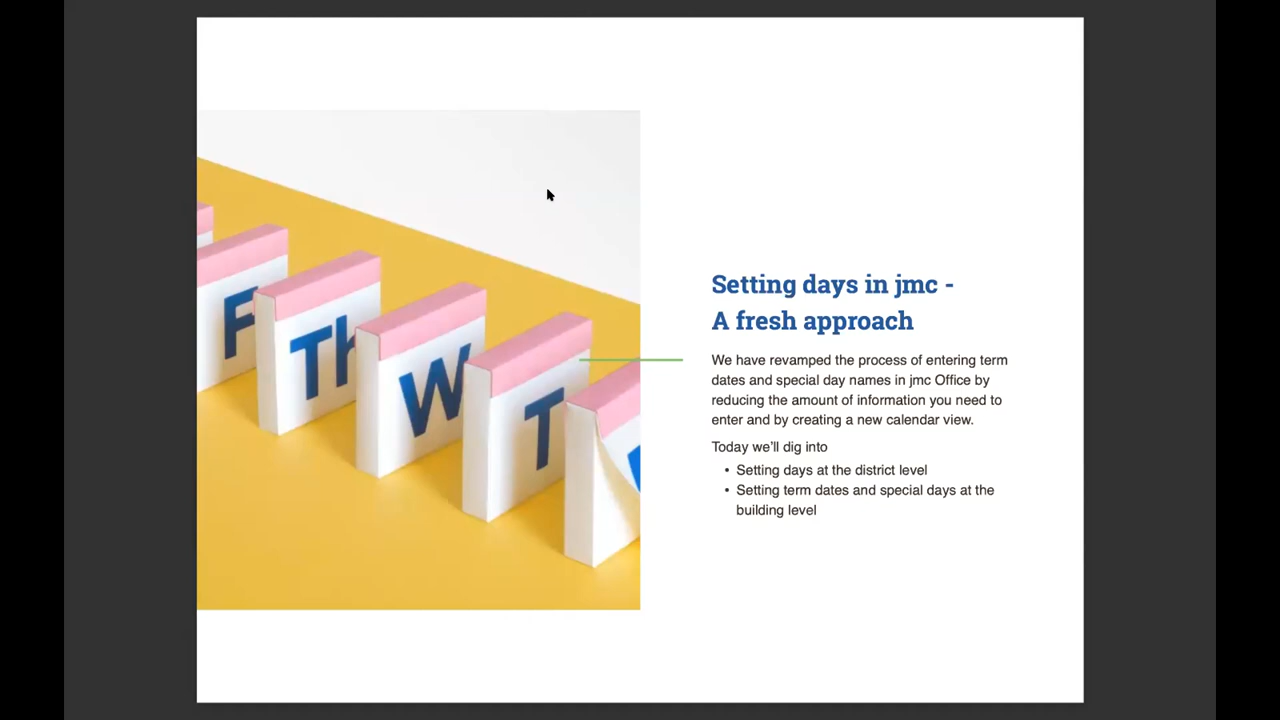 F
Th
W
T
Setting days in jmc -
A fresh approach
We have revamped the process of entering term
dates and special day names in jmc Office by
reducing the amount of information you need to
enter and by creating a new calendar view.
Today we'll dig into
• Setting days at the district level
• Setting term dates and special days at the
building level